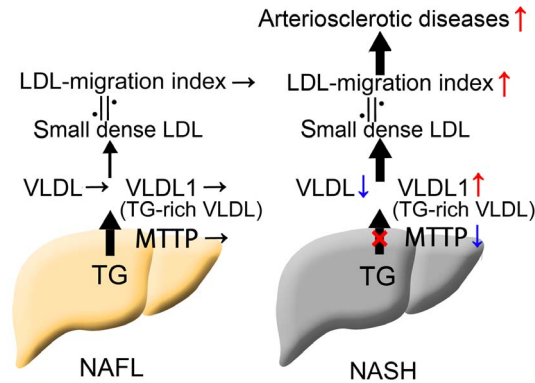 Arteriosclerotic diseases ↑
LDL-migration index →
Small dense LDL
VLDL → VLDL1 →
(TG-rich VLDL)
MTTP →
TG
NAFL
LDL-migration index ↑
Small dense LDL
VLDL ↓ VLDL1 ↑
(TG-rich VLDL)
MTTP ↓
TG
NASH